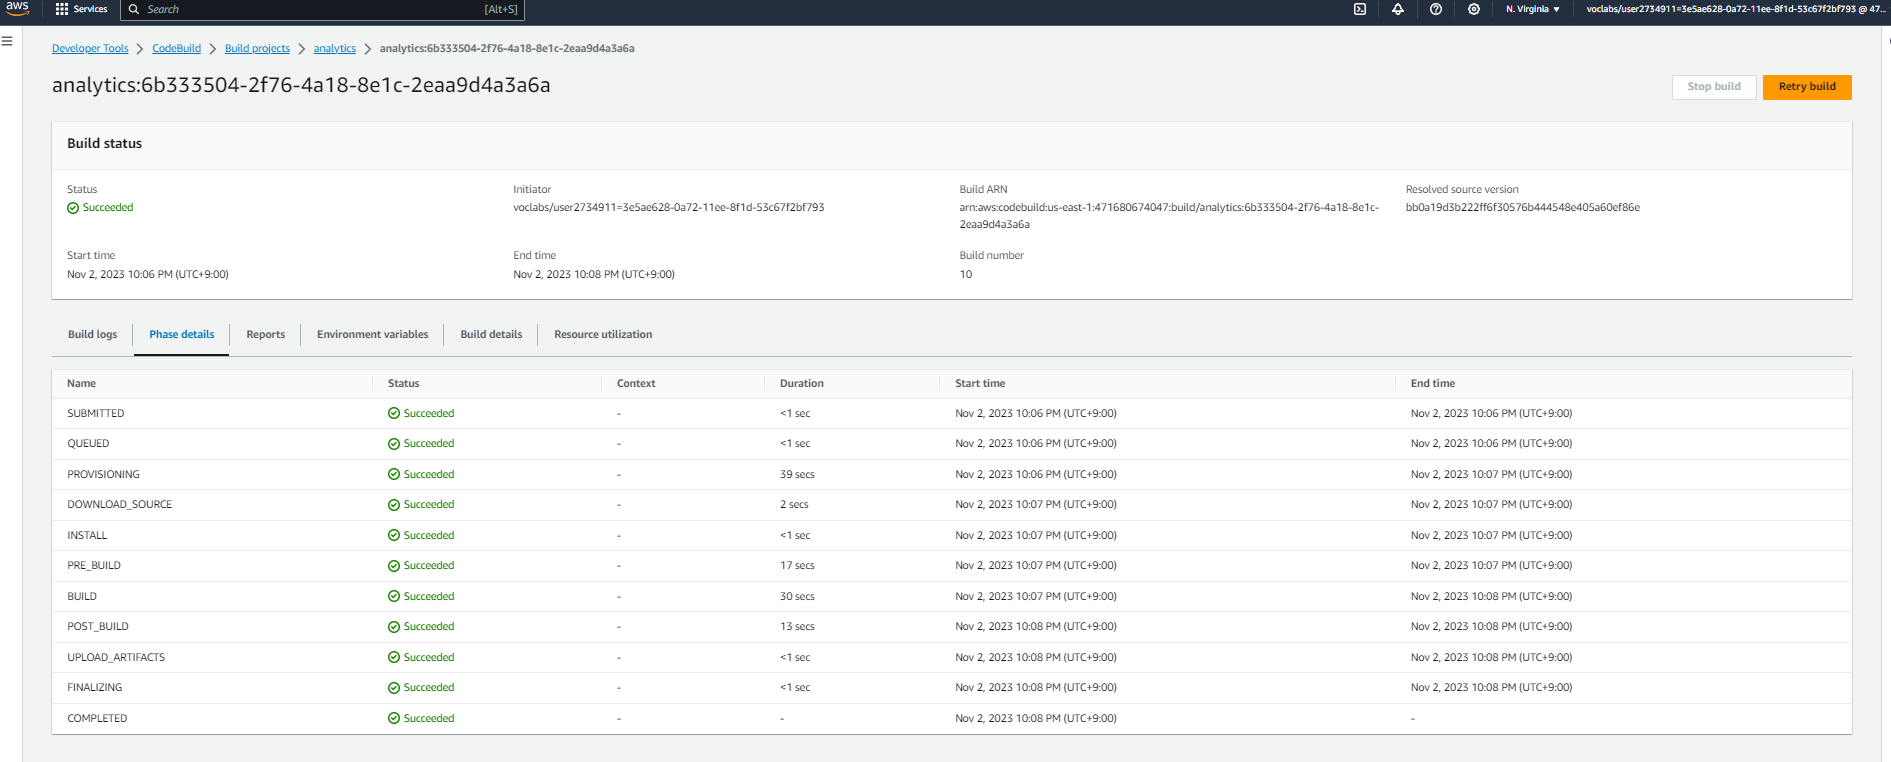 aws Services Search [Alt+S] N. Virginia ▼ voclabs/user2734911=3e5ae628-0a72-11ee-8f1d-53c67f2bf793 @ 47...
Developer Tools > CodeBuild > Build projects > analytics > analytics:6b333504-2f76-4a18-8e1c-2eaa9d4a3a6a
analytics:6b333504-2f76-4a18-8e1c-2eaa9d4a3a6a
Stop build Retry build
Build status
Status Initiator Build ARN Resolved source version
Succeeded voclabs/user2734911=3e5ae628-0a72-11ee-8f1d-53c67f2bf793 arn:aws:codebuild:us-east-1:471680674047:build/analytics:6b333504-2f76-4a18-8e1c- bb0a19d3b222ff6f30576b444548e405a60ef86e
2eaa9d4a3a6a
Start time End time Build number
Nov 2, 2023 10:06 PM (UTC+9:00) Nov 2, 2023 10:08 PM (UTC+9:00) 10
Build logs Phase details Reports Environment variables Build details Resource utilization
Name Status Context Duration Start time End time
SUBMITTED Succeeded - <1 sec Nov 2, 2023 10:06 PM (UTC+9:00) Nov 2, 2023 10:06 PM (UTC+9:00)
QUEUED Succeeded - <1 sec Nov 2, 2023 10:06 PM (UTC+9:00) Nov 2, 2023 10:06 PM (UTC+9:00)
PROVISIONING Succeeded - 39 secs Nov 2, 2023 10:06 PM (UTC+9:00) Nov 2, 2023 10:07 PM (UTC+9:00)
DOWNLOAD_SOURCE Succeeded - 2 secs Nov 2, 2023 10:07 PM (UTC+9:00) Nov 2, 2023 10:07 PM (UTC+9:00)
INSTALL Succeeded - <1 sec Nov 2, 2023 10:07 PM (UTC+9:00) Nov 2, 2023 10:07 PM (UTC+9:00)
PRE_BUILD Succeeded - 17 secs Nov 2, 2023 10:07 PM (UTC+9:00) Nov 2, 2023 10:07 PM (UTC+9:00)
BUILD Succeeded - 30 secs Nov 2, 2023 10:07 PM (UTC+9:00) Nov 2, 2023 10:08 PM (UTC+9:00)
POST_BUILD Succeeded - 13 secs Nov 2, 2023 10:08 PM (UTC+9:00) Nov 2, 2023 10:08 PM (UTC+9:00)
UPLOAD_ARTIFACTS Succeeded - <1 sec Nov 2, 2023 10:08 PM (UTC+9:00) Nov 2, 2023 10:08 PM (UTC+9:00)
FINALIZING Succeeded - <1 sec Nov 2, 2023 10:08 PM (UTC+9:00) Nov 2, 2023 10:08 PM (UTC+9:00)
COMPLETED Succeeded - - Nov 2, 2023 10:08 PM (UTC+9:00) -